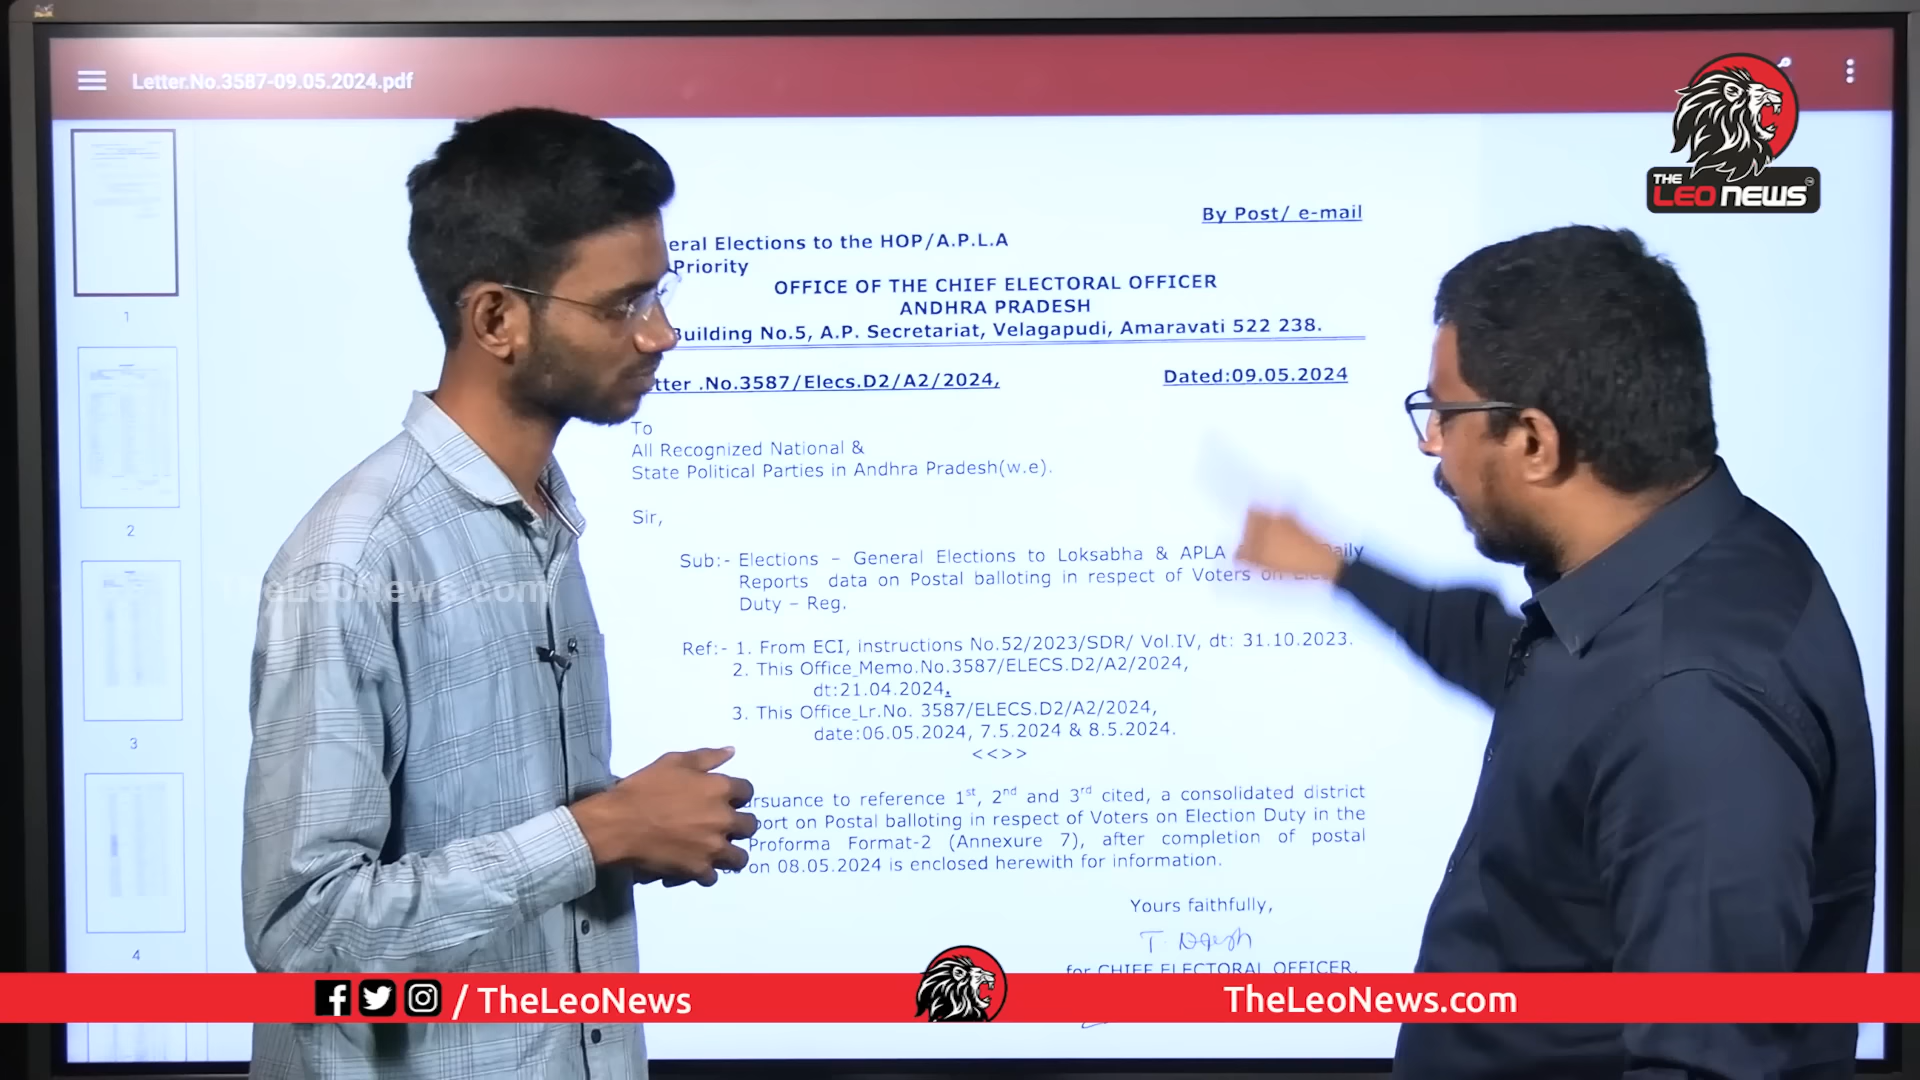 Letter.No.3587-09.05.2024.pdf
THE
LEO NEWS
By Post/ e-mail
eral Elections to the HOP/A.P.L.A
Priority
OFFICE OF THE CHIEF ELECTORAL OFFICER
ANDHRA PRADESH
Building No.5, A.P. Secretariat, Velagapudi, Amaravati 522 238.
tter .No.3587/Elecs.D2/A2/2024,
Dated:09.05.2024
To
All Recognized National &
State Political Parties in Andhra Pradesh(w.e).
Sir,
Sub:- Elections – General Elections to Loksabha & APLA Daily
Reports data on Postal balloting in respect of Voters on
Duty – Reg.
TheLeoNews.com
Ref:- 1. From ECI, instructions No.52/2023/SDR/ Vol.IV, dt: 31.10.2023.
2. This Office_Memo.No.3587/ELECS.D2/A2/2024,
dt:21.04.2024.
3. This Office_Lr.No. 3587/ELECS.D2/A2/2024,
date:06.05.2024, 7.5.2024 & 8.5.2024.
<<>>
rsuance to reference 1st, 2nd and 3rd cited, a consolidated district
port on Postal balloting in respect of Voters on Election Duty in the
Proforma Format-2 (Annexure 7), after completion of postal
on 08.05.2024 is enclosed herewith for information.
Yours faithfully,
for CHIEF ELECTORAL OFFICER.
1
2
3
4
/ TheLeoNews
TheLeoNews.com